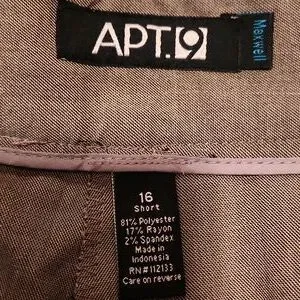 APT.9
Maxwell
16
Short
81% Polyester
17% Rayon
2% Spandex
Made in
Indonesia
RN#112133
Care on reverse